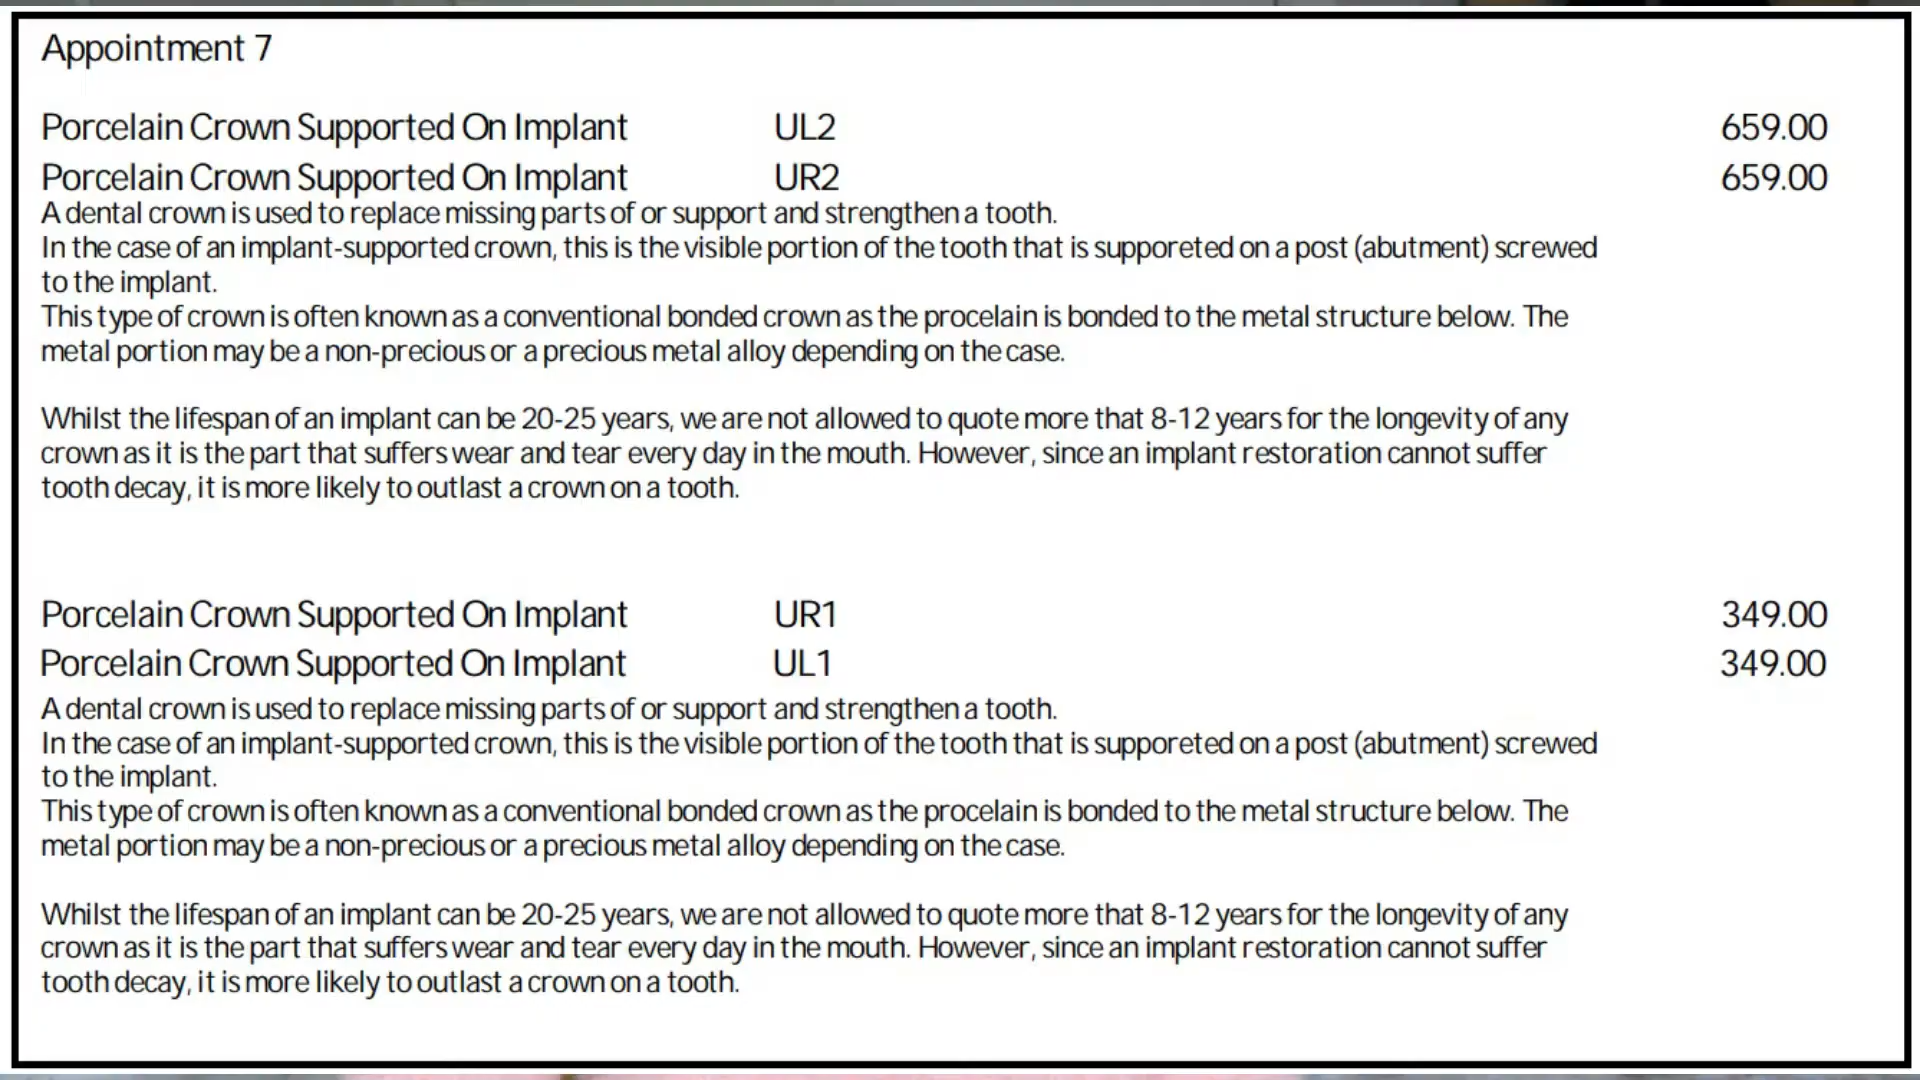 Appointment 7
Porcelain Crown Supported On Implant UL2 659.00
Porcelain Crown Supported On Implant UR2 659.00
A dental crown is used to replace missing parts of or support and strengthen a tooth.
In the case of an implant-supported crown, this is the visible portion of the tooth that is supporeted on a post (abutment) screwed
to the implant.
This type of crown is often known as a conventional bonded crown as the procelain is bonded to the metal structure below. The
metal portion may be a non-precious or a precious metal alloy depending on the case.
Whilst the lifespan of an implant can be 20-25 years, we are not allowed to quote more that 8-12 years for the longevity of any
crown as it is the part that suffers wear and tear every day in the mouth. However, since an implant restoration cannot suffer
tooth decay, it is more likely to outlast a crown on a tooth.
Porcelain Crown Supported On Implant UR1 349.00
Porcelain Crown Supported On Implant UL1 349.00
A dental crown is used to replace missing parts of or support and strengthen a tooth.
In the case of an implant-supported crown, this is the visible portion of the tooth that is supporeted on a post (abutment) screwed
to the implant.
This type of crown is often known as a conventional bonded crown as the procelain is bonded to the metal structure below. The
metal portion may be a non-precious or a precious metal alloy depending on the case.
Whilst the lifespan of an implant can be 20-25 years, we are not allowed to quote more that 8-12 years for the longevity of any
crown as it is the part that suffers wear and tear every day in the mouth. However, since an implant restoration cannot suffer
tooth decay, it is more likely to outlast a crown on a tooth.